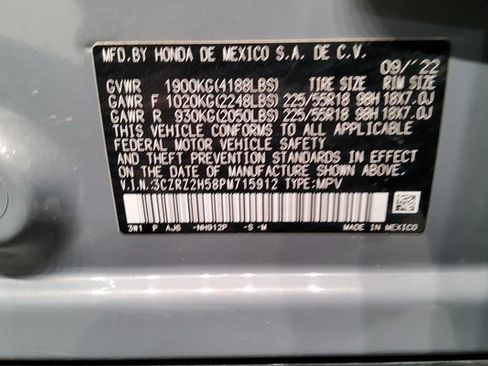 MFD.BY HONDA DE MEXICO S.A. DE C.V.
09/'22
GVWR 1900KG(4188LBS) TIRE SIZE RIM SIZE
GAWR F 1020KG(2248LBS) 225/55R18 98H 18X7.0J
GAWR R 930KG(2050LBS) 225/55R18 98H 18X7.0J
THIS VEHICLE CONFORMS TO ALL APPLICABLE
FEDERAL MOTOR VEHICLE SAFETY
AND THEFT PREVENTION STANDARDS IN EFFECT ON
THE DATE OF MANUFACTURE SHOWN ABOVE.
V.I.N.:3CZRZ2H58PM715912 TYPE:MPV
3W1 P AJ6 -NH912P -S -M MADE IN MEXICO